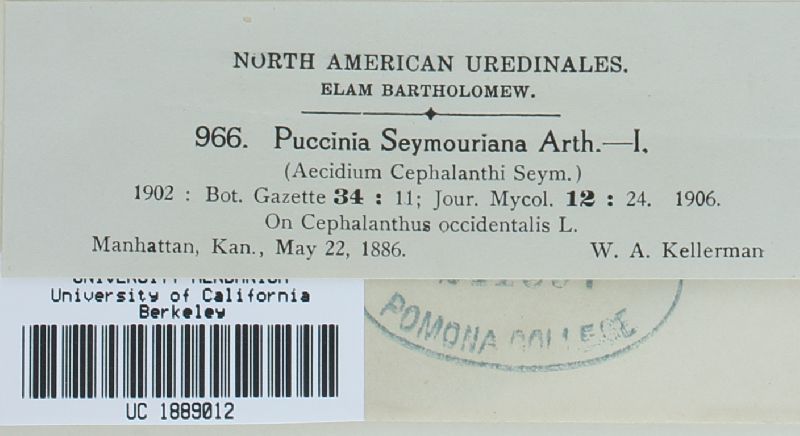 NORTH AMERICAN UREDINALES.
ELAM BARTHOLOMEW.
966. Puccinia Seymouriana Arth.—I.
(Aecidium Cephalanthi Seym.)
1902 : Bot. Gazette 34 : 11; Jour. Mycol. 12 : 24. 1906.
On Cephalanthus occidentalis L.
Manhattan, Kan., May 22, 1886. W. A. Kellerman
UNIVERSITY HERBARIUM
University of California
Berkeley
UC 1889012
POMONA COLLEGE